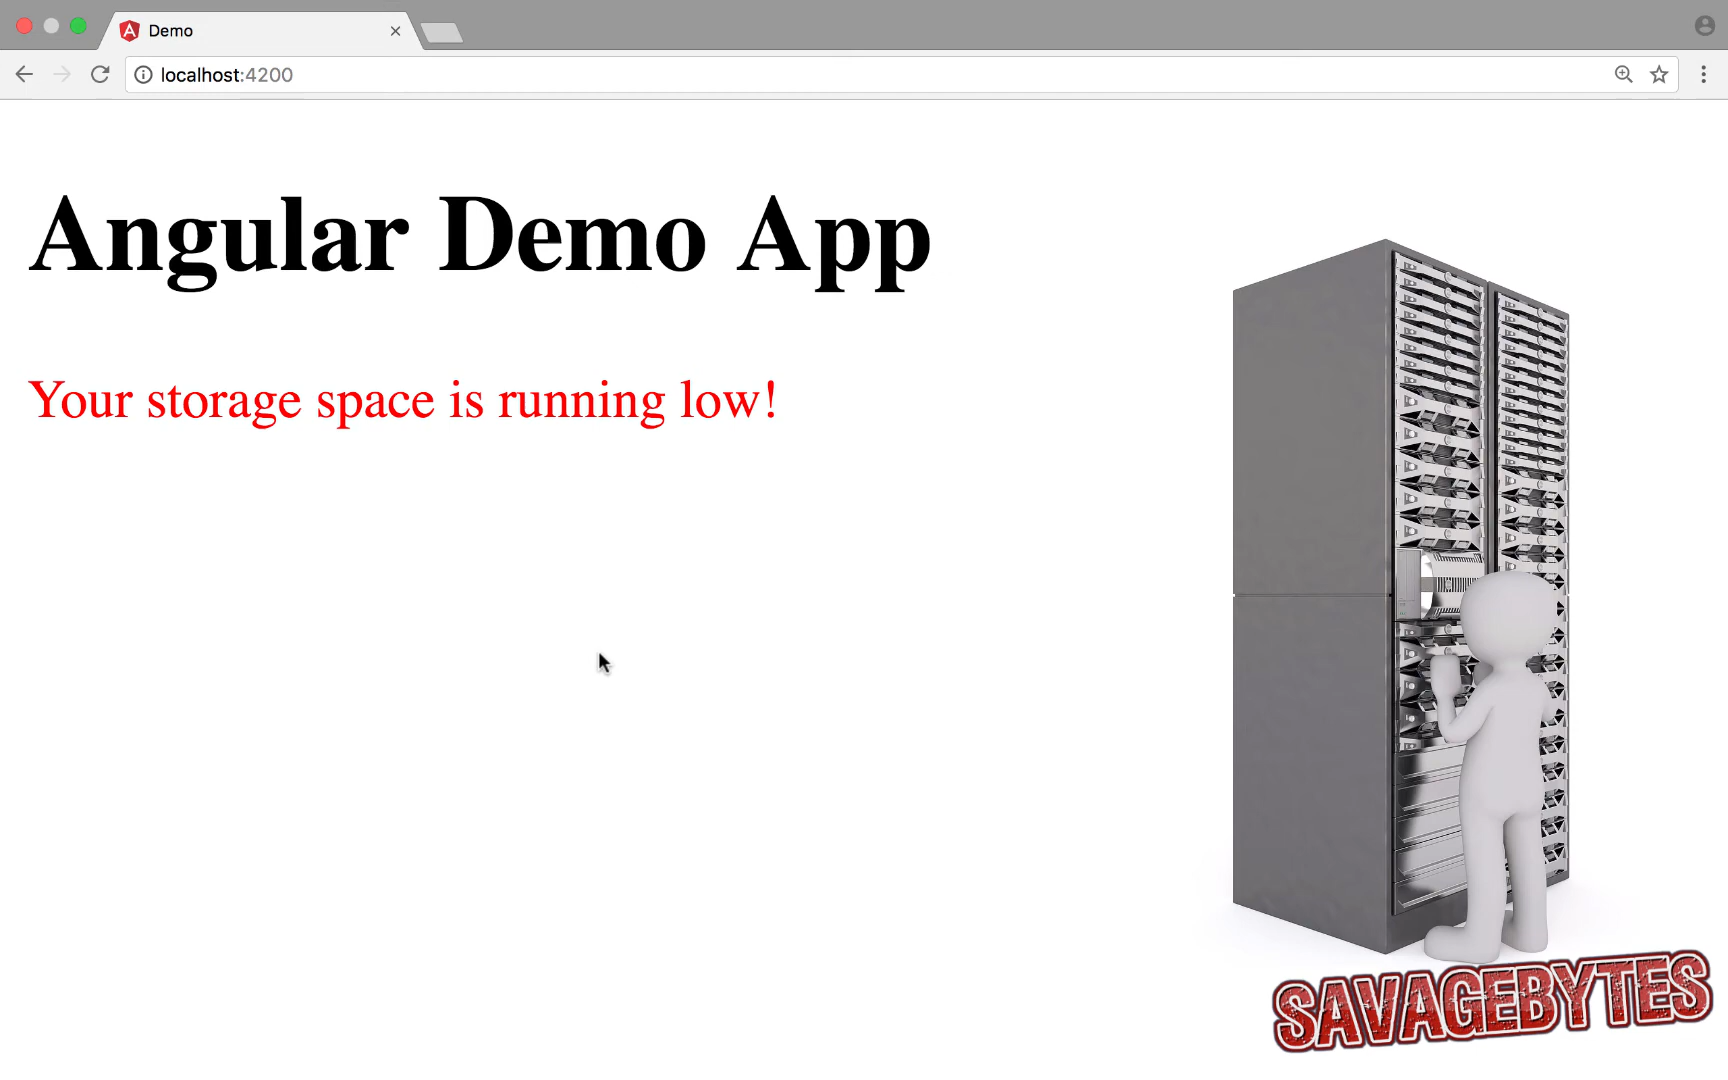 Demo
localhost:4200
Angular Demo App
Your storage space is running low!
SAVAGEBYTES